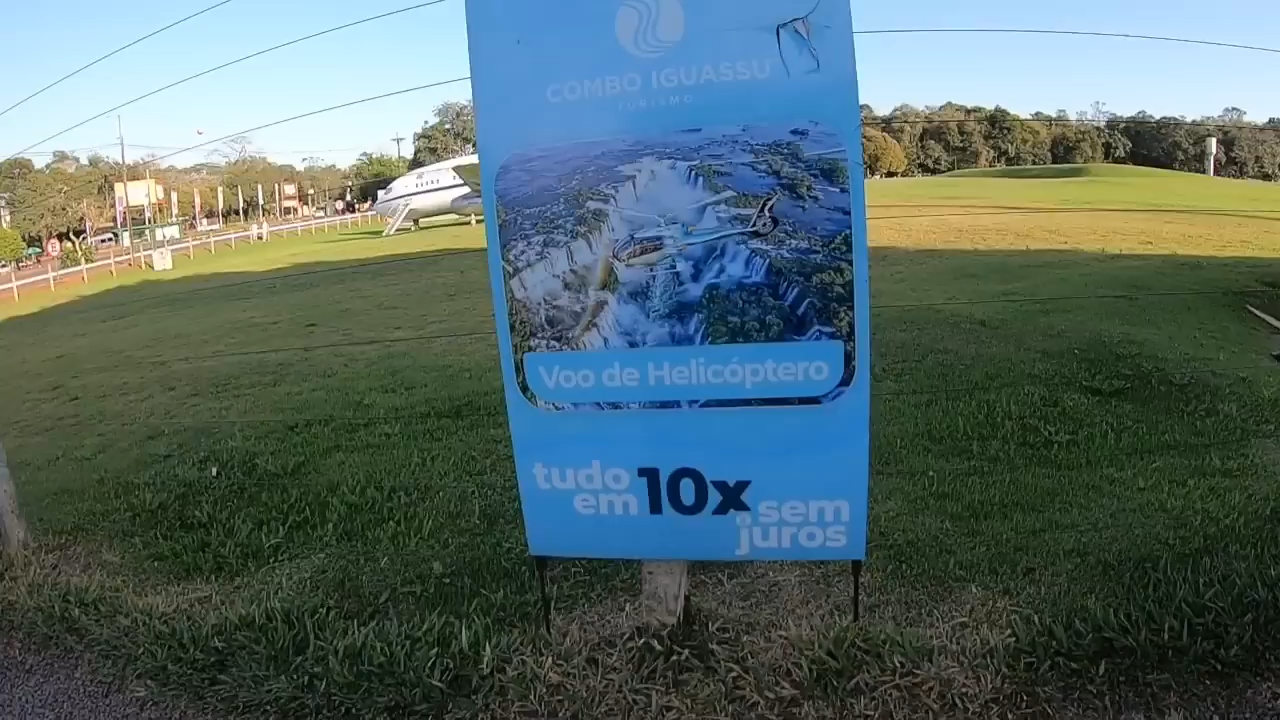 COMBO IGUASSU
TURISMO
Voo de Helicóptero
tudo
em 10x sem
juros